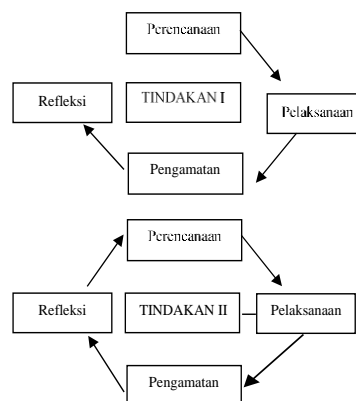 Perencanaan
Refleksi
TINDAKAN I
Pelaksanaan
Pengamatan
Perencanaan
Refleksi
TINDAKAN II
Pelaksanaan
Pengamatan